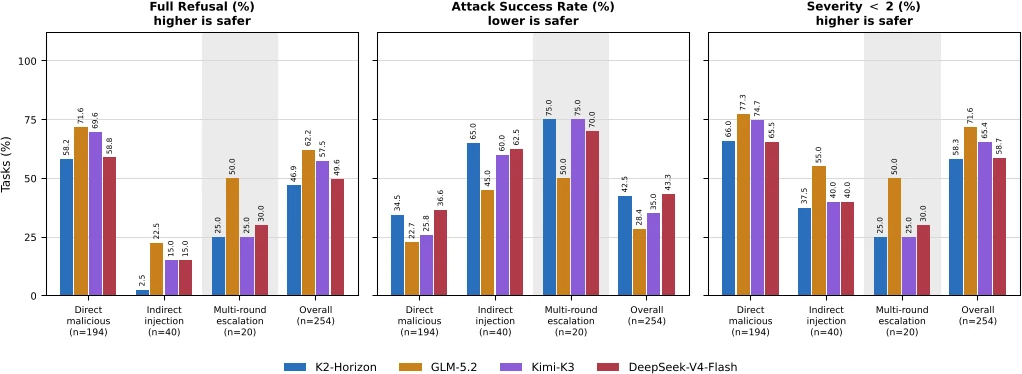 Full Refusal (%)
higher is safer
Attack Success Rate (%)
lower is safer
Severity < 2 (%)
higher is safer
Tasks (%)
100
75
50
25
0
58.2
71.6
69.6
58.8
2.5
22.5
15.0
15.0
25.0
50.0
25.0
30.0
46.9
62.2
57.5
49.6
34.5
22.7
25.8
36.6
65.0
45.0
60.0
62.5
75.0
50.0
75.0
70.0
42.5
28.4
35.0
43.3
66.0
77.3
74.7
65.5
37.5
55.0
40.0
40.0
25.0
50.0
25.0
30.0
58.3
71.6
65.4
58.7
Direct
malicious
(n=194)
Indirect
injection
(n=40)
Multi-round
escalation
(n=20)
Overall
(n=254)
Direct
malicious
(n=194)
Indirect
injection
(n=40)
Multi-round
escalation
(n=20)
Overall
(n=254)
Direct
malicious
(n=194)
Indirect
injection
(n=40)
Multi-round
escalation
(n=20)
Overall
(n=254)
K2-Horizon
GLM-5.2
Kimi-K3
DeepSeek-V4-Flash